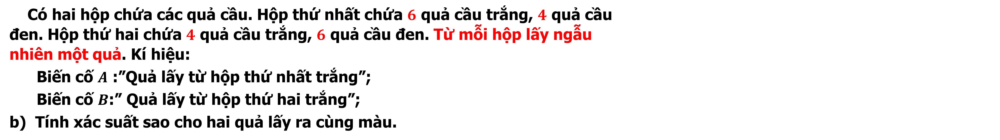 Có hai hộp chứa các quả cầu. Hộp thứ nhất chứa 6 quả cầu trắng, 4 quả cầu
đen. Hộp thứ hai chứa 4 quả cầu trắng, 6 quả cầu đen. Từ mỗi hộp lấy ngẫu
nhiên một quả. Kí hiệu:
Biến cố A :"Quả lấy từ hộp thứ nhất trắng";
Biến cố B:" Quả lấy từ hộp thứ hai trắng";
b) Tính xác suất sao cho hai quả lấy ra cùng màu.